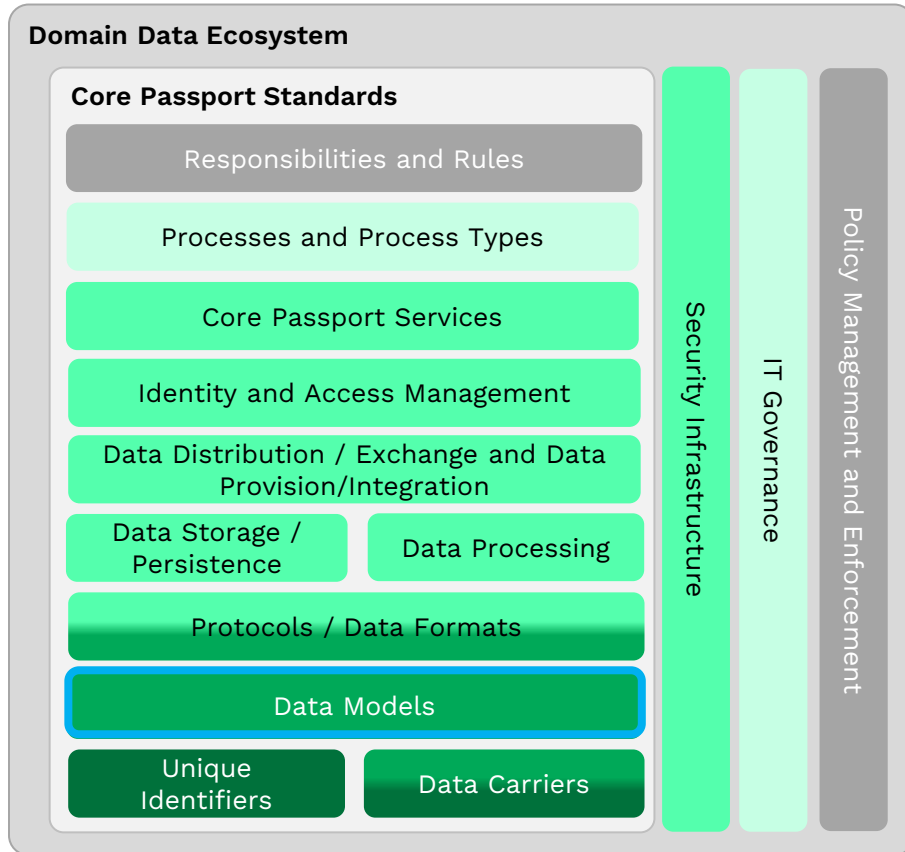 Domain Data Ecosystem
Core Passport Standards
Responsibilities and Rules
Processes and Process Types
Core Passport Services
Identity and Access Management
Data Distribution / Exchange and Data
Provision/Integration
Data Storage /
Persistence
Data Processing
Protocols / Data Formats
Data Models
Unique
Identifiers
Data Carriers
Security Infrastructure
IT Governance
Policy Management and Enforcement